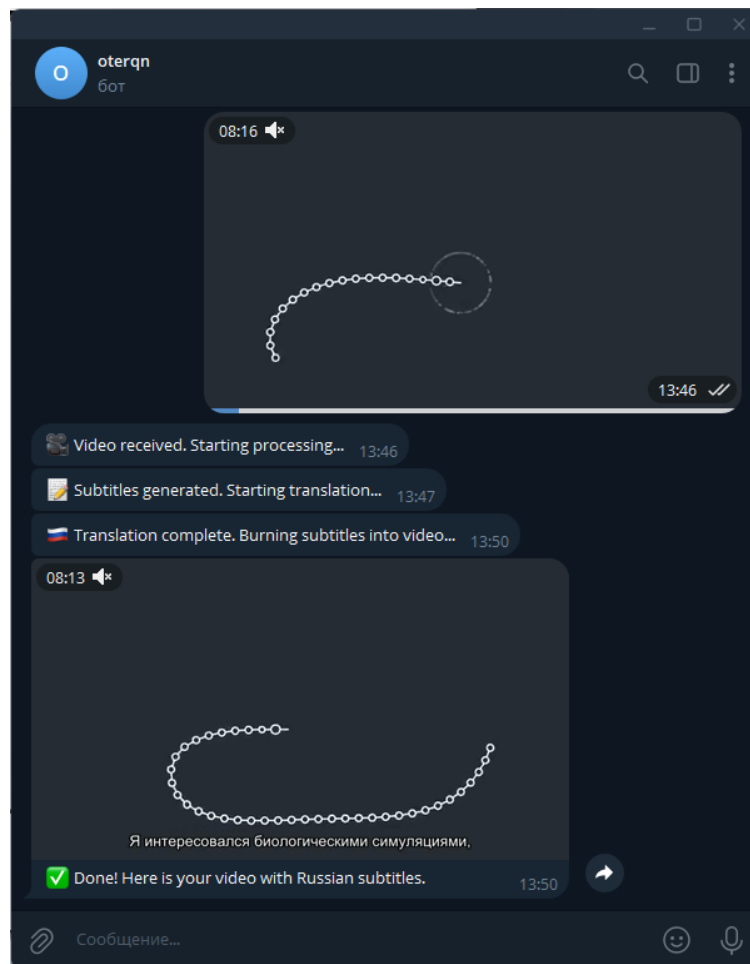 O
oterqn
бот
08:16
13:46
Video received. Starting processing... 13:46
Subtitles generated. Starting translation... 13:47
Translation complete. Burning subtitles into video... 13:50
08:13
Я интересовался биологическими симуляциями,
Done! Here is your video with Russian subtitles. 13:50
Сообщение...